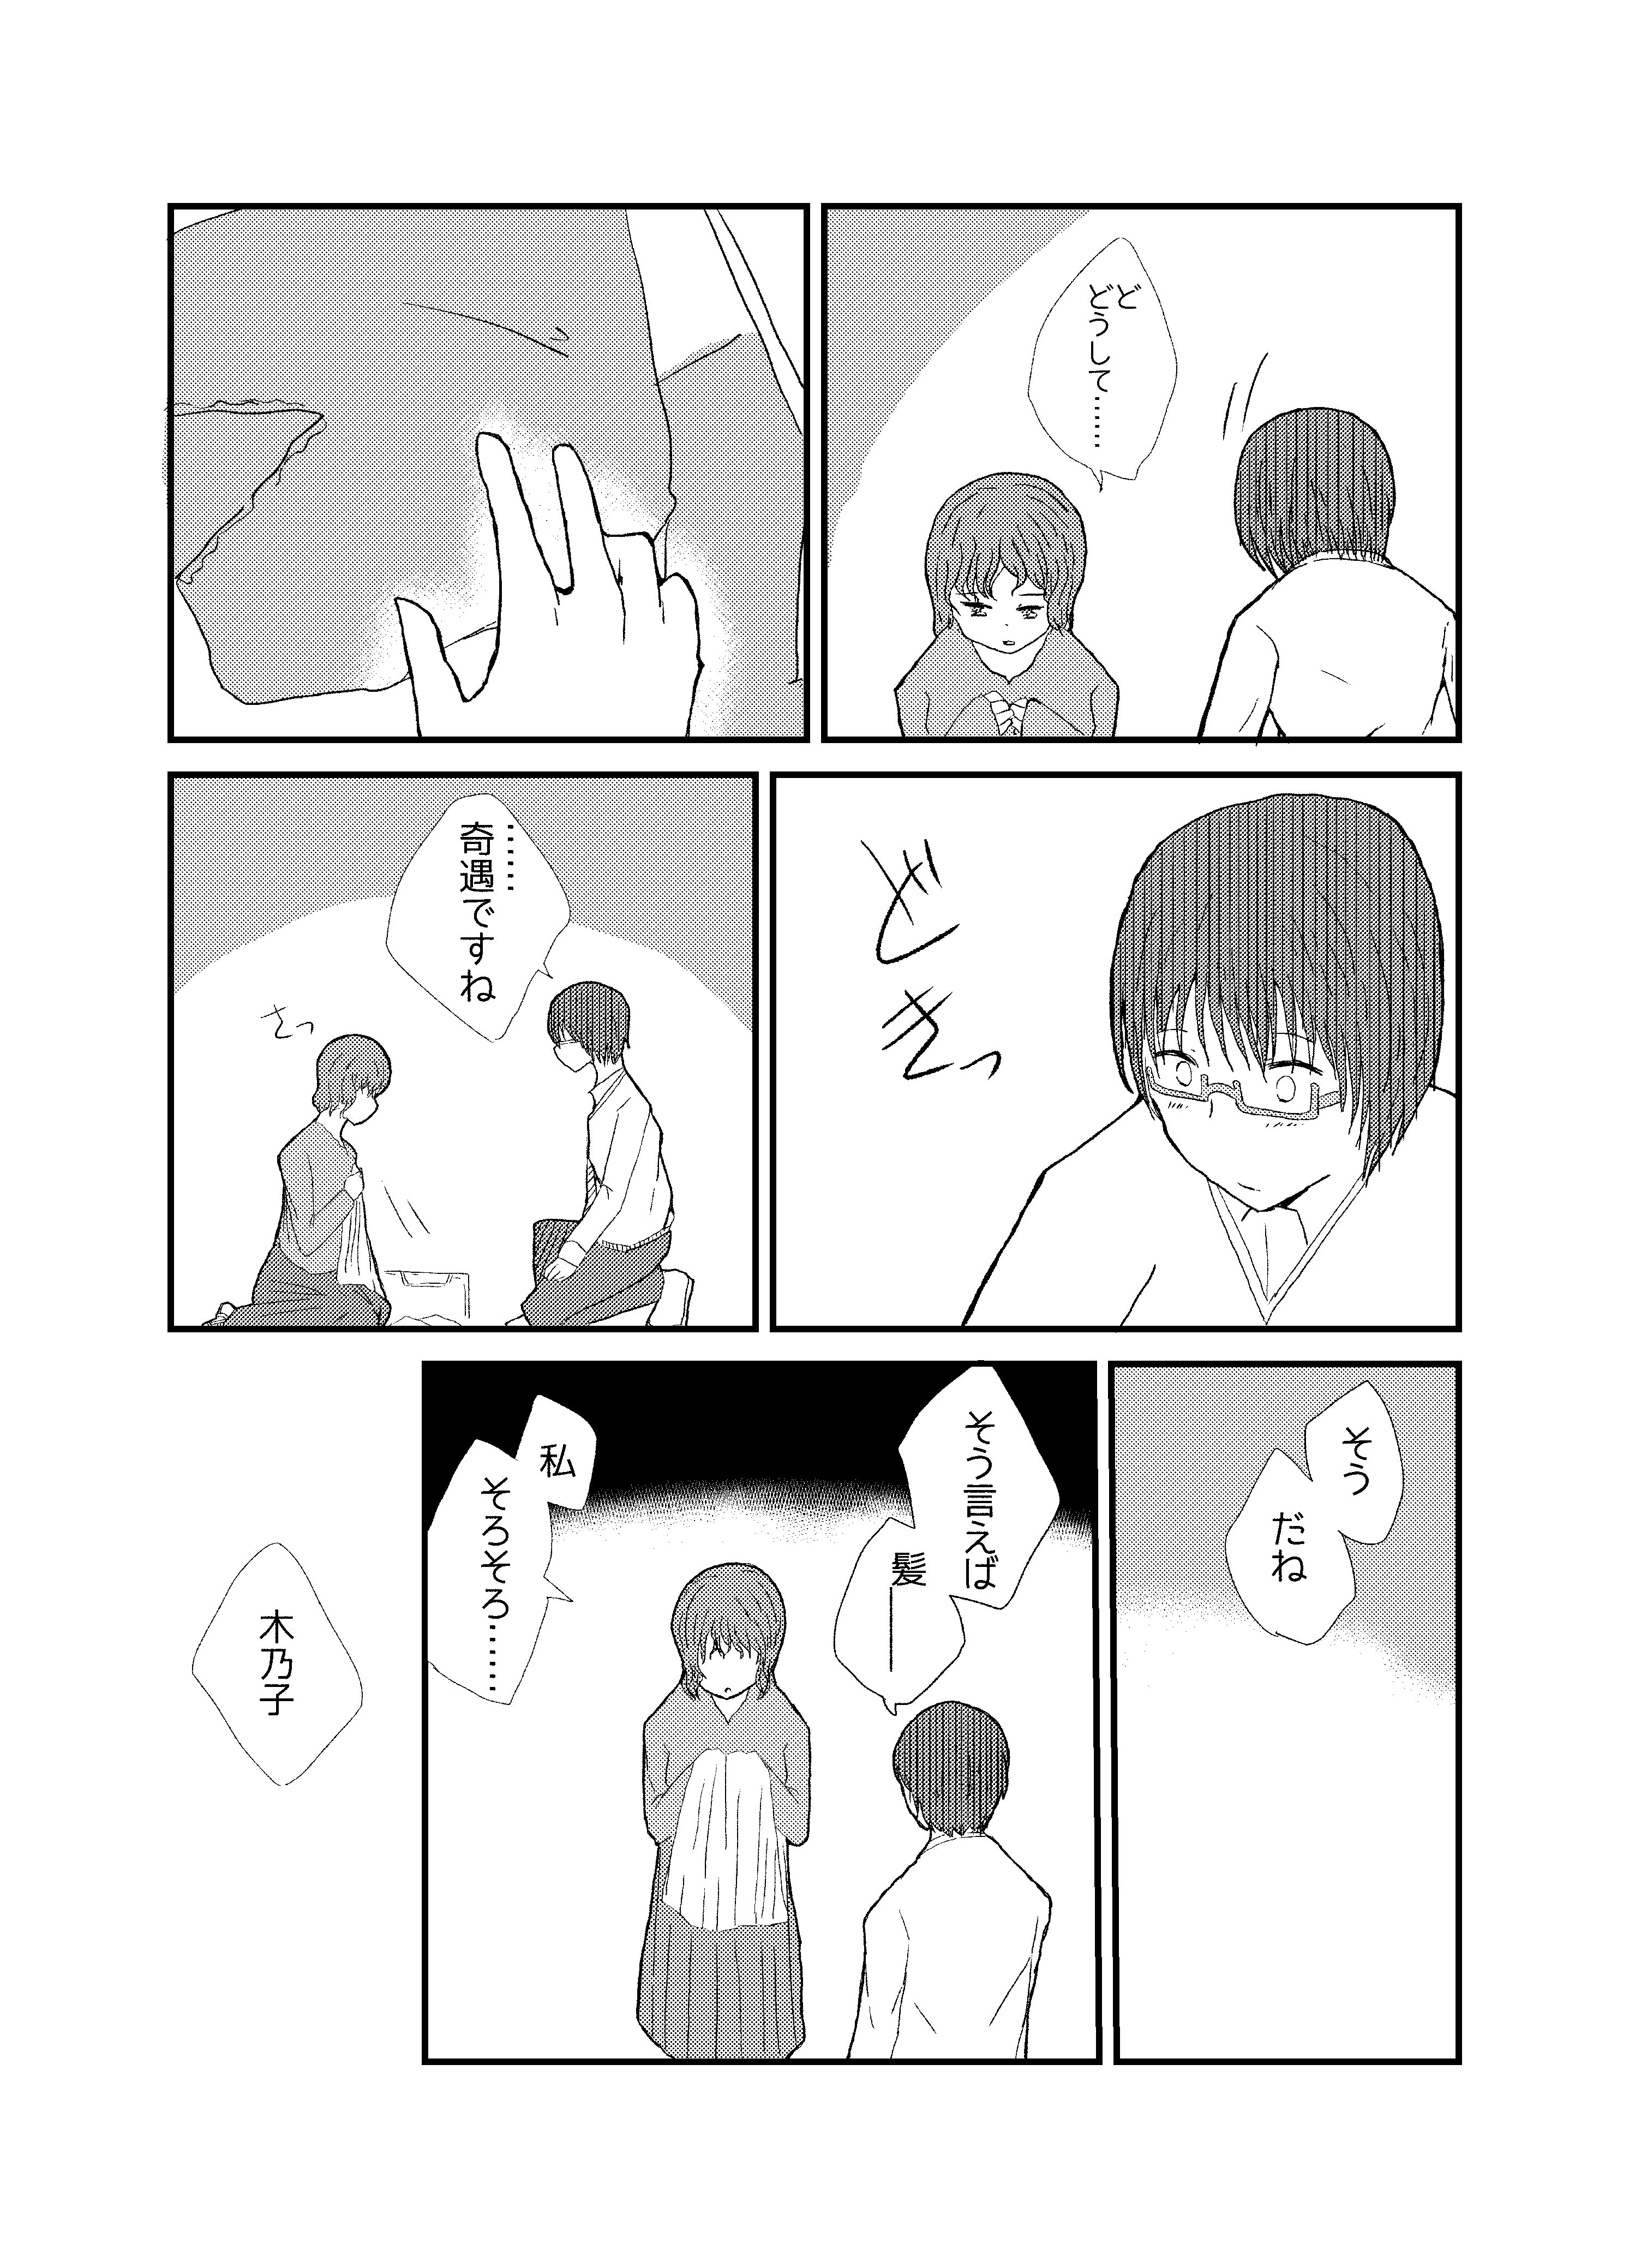 ど
どうして……
どきっ
……
奇遇ですね
さっ
そう
だね
そう言えば
髪――
私
そろそろ……
木乃子